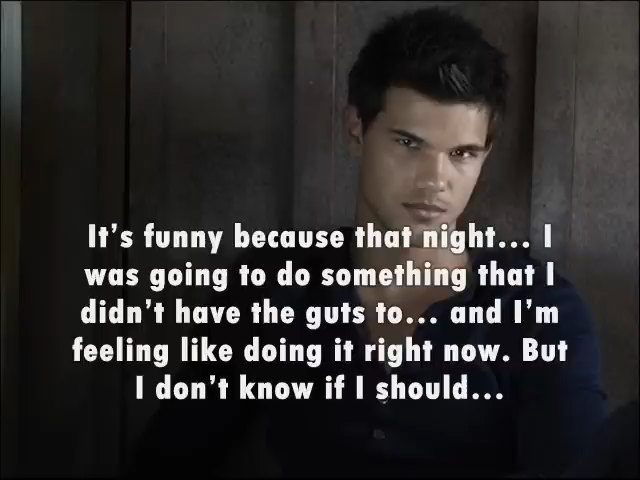 It's funny because that night... I
was going to do something that I
didn't have the guts to... and I'm
feeling like doing it right now. But
I don't know if I should...